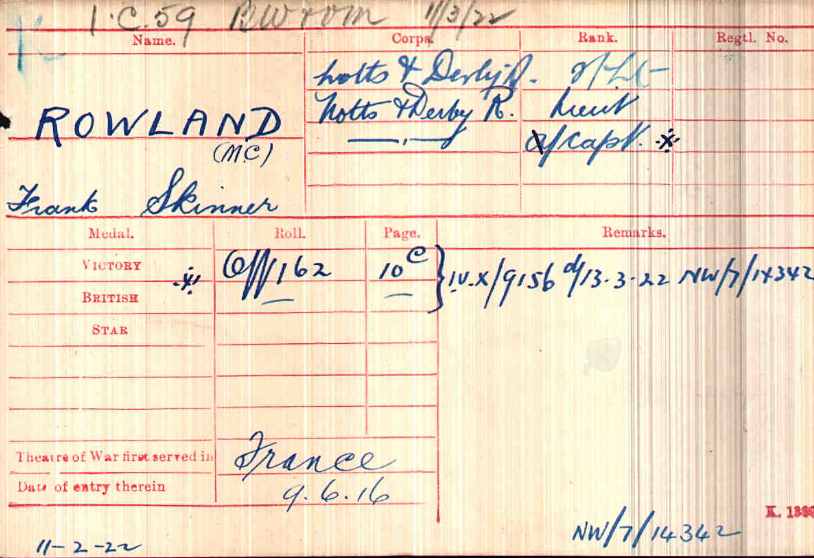 I.C. 59 BW & VM 11/3/22
Name. Corps. Rank. Regtl. No.
Notts & Derby R. 2/Lt
ROWLAND Notts & Derby R. Lieut
(MC) —„— A/Capt. ※
Frank Skinner
Medal. Roll. Page. Remarks.
VICTORY ※ Off/162 10C } IV.X/9156 d/13.3.22 NW/7/14342
BRITISH — —
STAR
Theatre of War first served in France
Date of entry therein 9.6.16
K. 1380
NW/7/14342
11-2-22